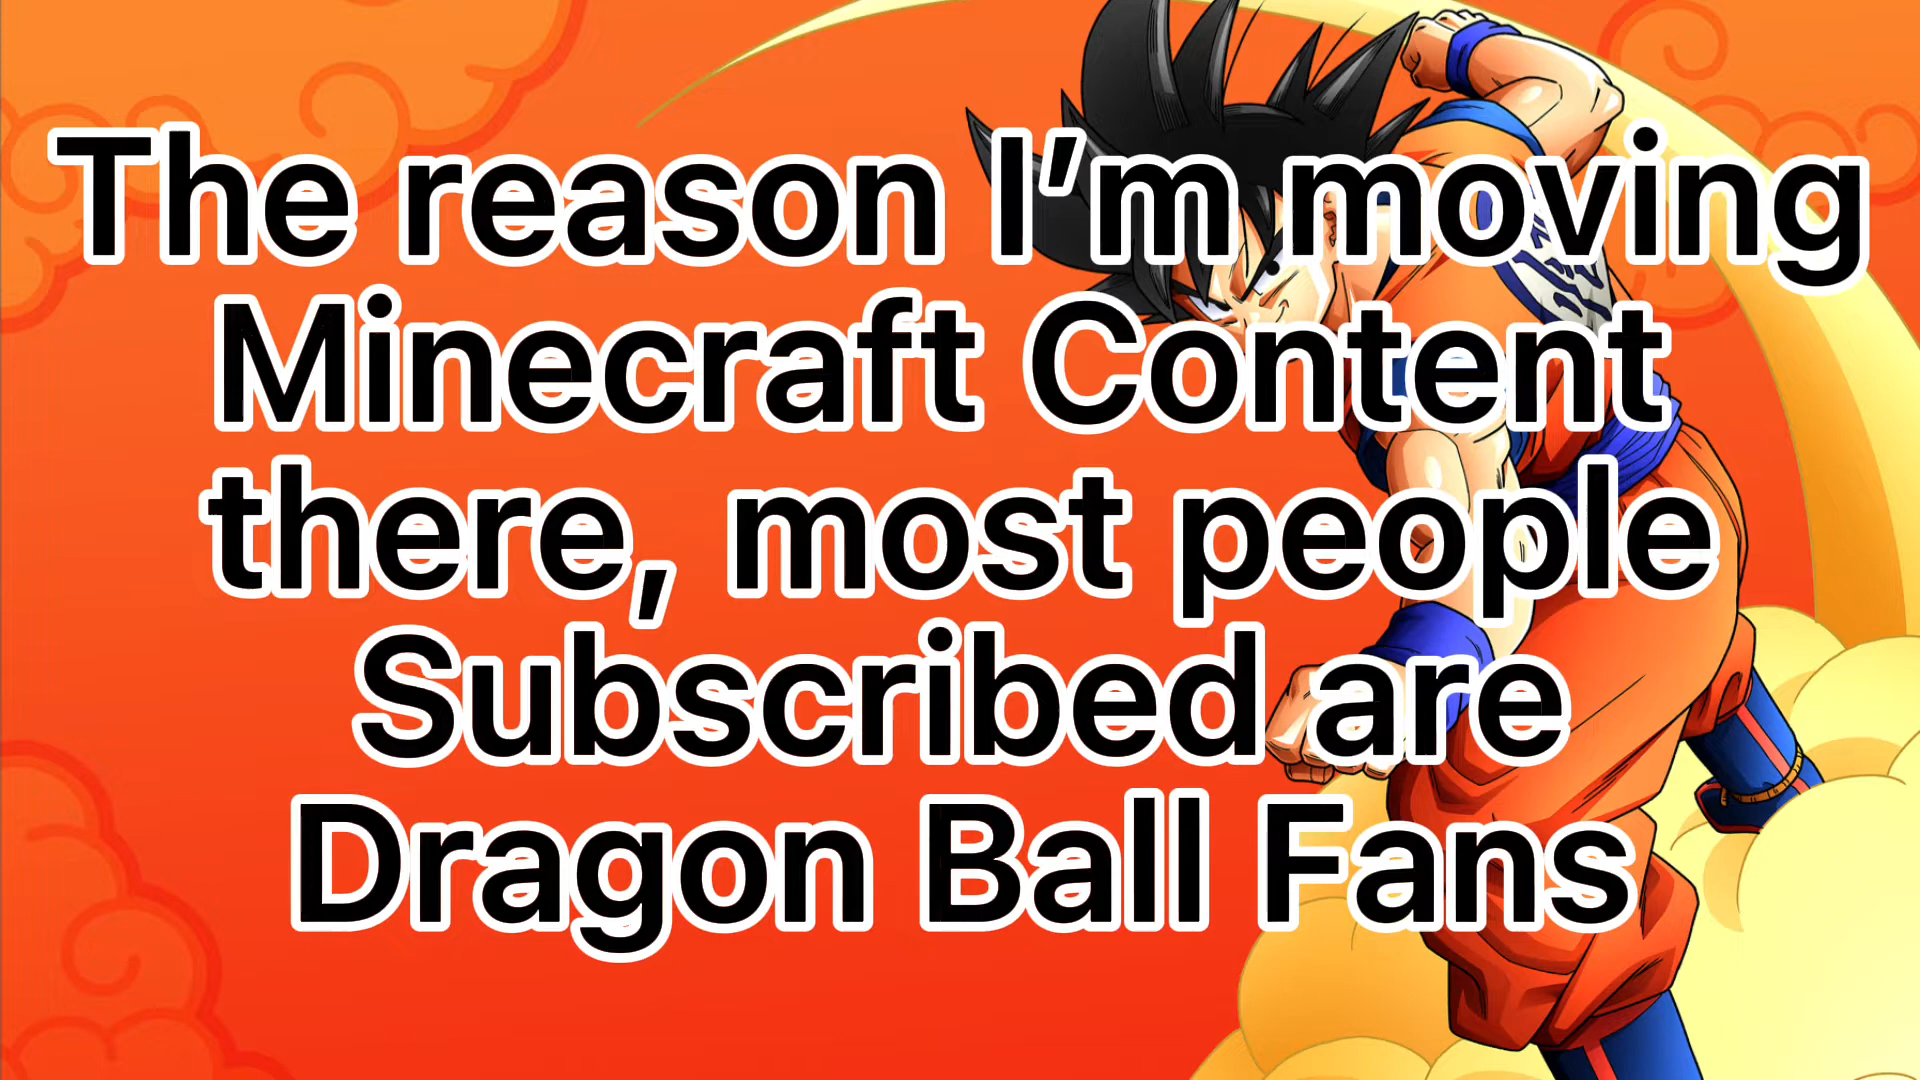 The reason I’m moving
Minecraft Content
there, most people
Subscribed are
Dragon Ball Fans